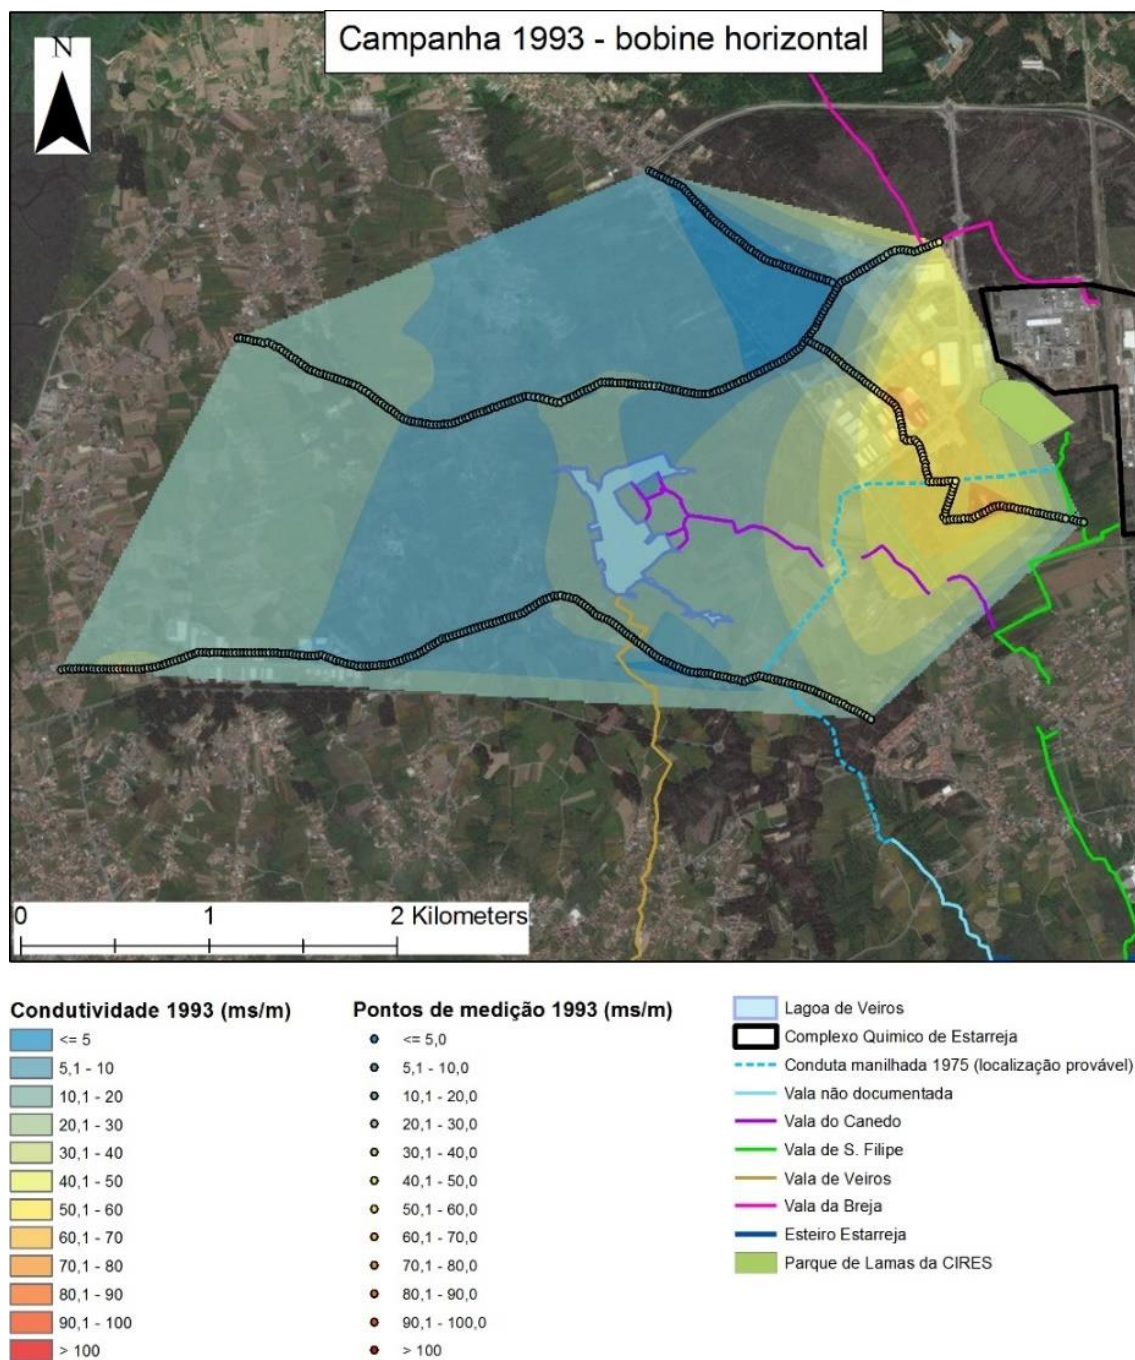 Campanha 1993 - bobine horizontal
N
0 1 2 Kilometers
Condutividade 1993 (ms/m)
<= 5
5,1 - 10
10,1 - 20
20,1 - 30
30,1 - 40
40,1 - 50
50,1 - 60
60,1 - 70
70,1 - 80
80,1 - 90
90,1 - 100
> 100
Pontos de medição 1993 (ms/m)
<= 5,0
5,1 - 10,0
10,1 - 20,0
20,1 - 30,0
30,1 - 40,0
40,1 - 50,0
50,1 - 60,0
60,1 - 70,0
70,1 - 80,0
80,1 - 90,0
90,1 - 100,0
> 100
Lagoa de Veiros
Complexo Quimico de Estarreja
Conduta manilhada 1975 (localização provável)
Vala não documentada
Vala do Canedo
Vala de S. Filipe
Vala de Veiros
Vala da Breja
Esteiro Estarreja
Parque de Lamas da CIRES